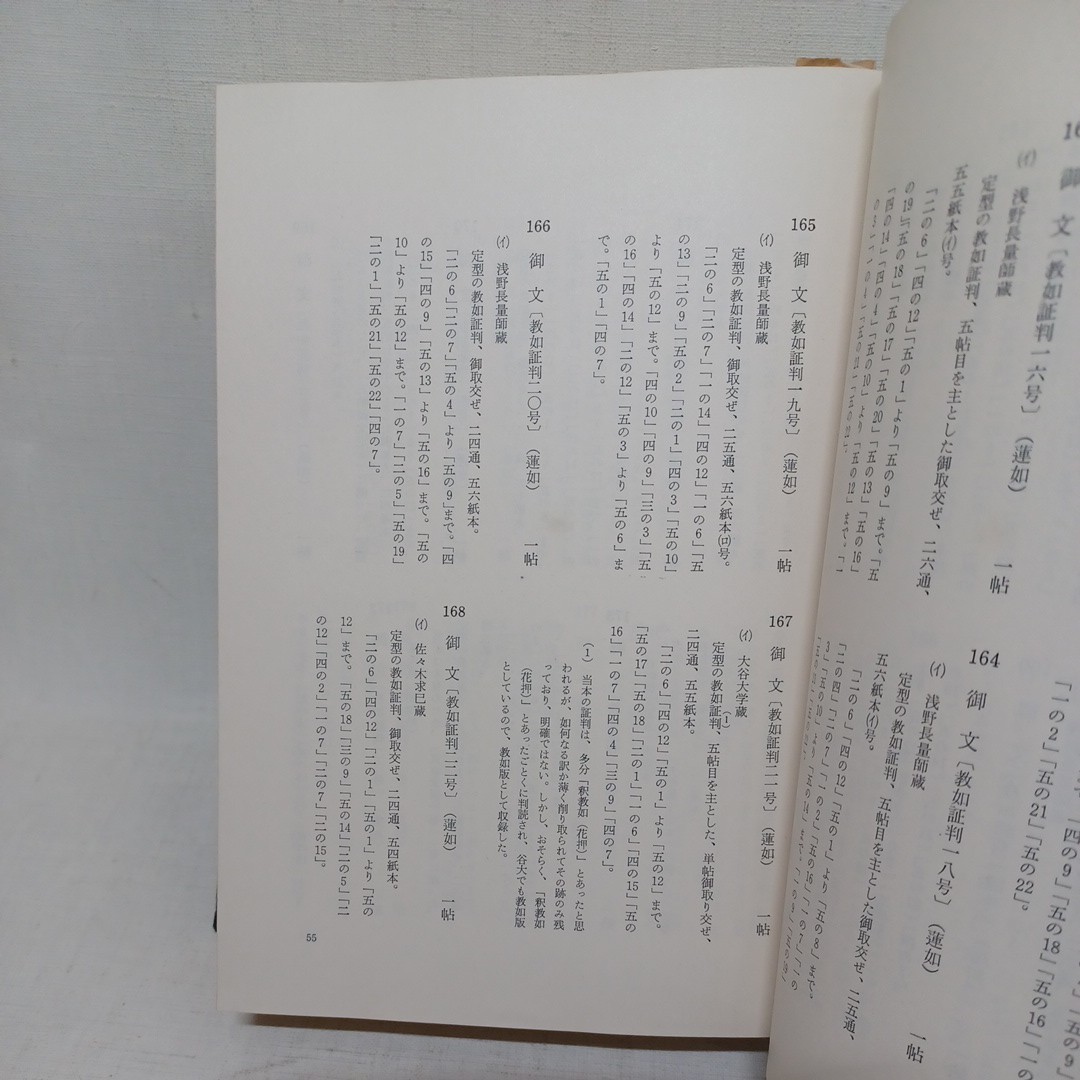 御文〔教如証判一六号〕（蓮如）
一帖
(イ) 浅野長量師蔵
定型の教如証判、五帖目を主とした御取交ぜ、二六通、
五五紙本(イ)号。
「二の6」「四の12」「五の1」より「五の9」まで。「五
164 御文〔教如証判一八号〕（蓮如）
一帖
(イ) 浅野長量師蔵
定型の教如証判、五帖目を主とした御取交ぜ、二五通、
五六紙本(イ)号。
「二の6」「四の12」「五の1」より「五の8」まで。
165 御文〔教如証判一九号〕（蓮如）
一帖
(イ) 浅野長量師蔵
定型の教如証判、御取交ぜ、二五通、五六紙本(ロ)号。
「二の6」「二の7」「一の14」「四の12」「一の6」「五
の13」「二の9」「五の2」「二の1」「四の3」「五の10」
より「五の12」まで。「四の10」「四の9」「三の3」「五
の16」「四の14」「二の12」「五の3」より「五の6」ま
で。「五の1」「四の7」。
166 御文〔教如証判二〇号〕（蓮如）
一帖
(イ) 浅野長量師蔵
定型の教如証判、御取交ぜ、二四通、五六紙本。
「二の6」「二の7」「五の4」より「五の9」まで。「四
の15」「四の9」「五の13」より「五の16」まで。「五の
10」より「五の12」まで。「一の7」「二の5」「五の19」
「二の1」「五の21」「五の22」「四の7」。
167 御文〔教如証判二一号〕（蓮如）
一帖
(イ) 大谷大学蔵
定型の教如証判(1)、五帖目を主とした、単帖御取り交ぜ、
二四通、五五紙本。
「二の6」「四の12」「五の1」より「五の12」まで。
「五の17」「五の18」「二の1」「一の6」「四の15」「五の
16」「一の7」「四の4」「三の9」「四の7」。
(1) 当本の証判は、多分「釈教如（花押）」とあったと思
われるが、如何なる訳か薄く削り取られてその跡のみ残
っており、明確ではない。しかし、おそらく、「釈教如
（花押）」とあったごとくに判読され、谷大でも教如版
としているので、教如版として収録した。
168 御文〔教如証判二二号〕（蓮如）
一帖
(イ) 佐々木求巳蔵
定型の教如証判、御取交ぜ、二四通、五四紙本。
「二の6」「四の12」「二の1」「五の1」より「五の
12」まで。「五の18」「三の9」「五の14」「二の5」「二
の12」「四の2」「一の7」「二の7」「二の15」。
55